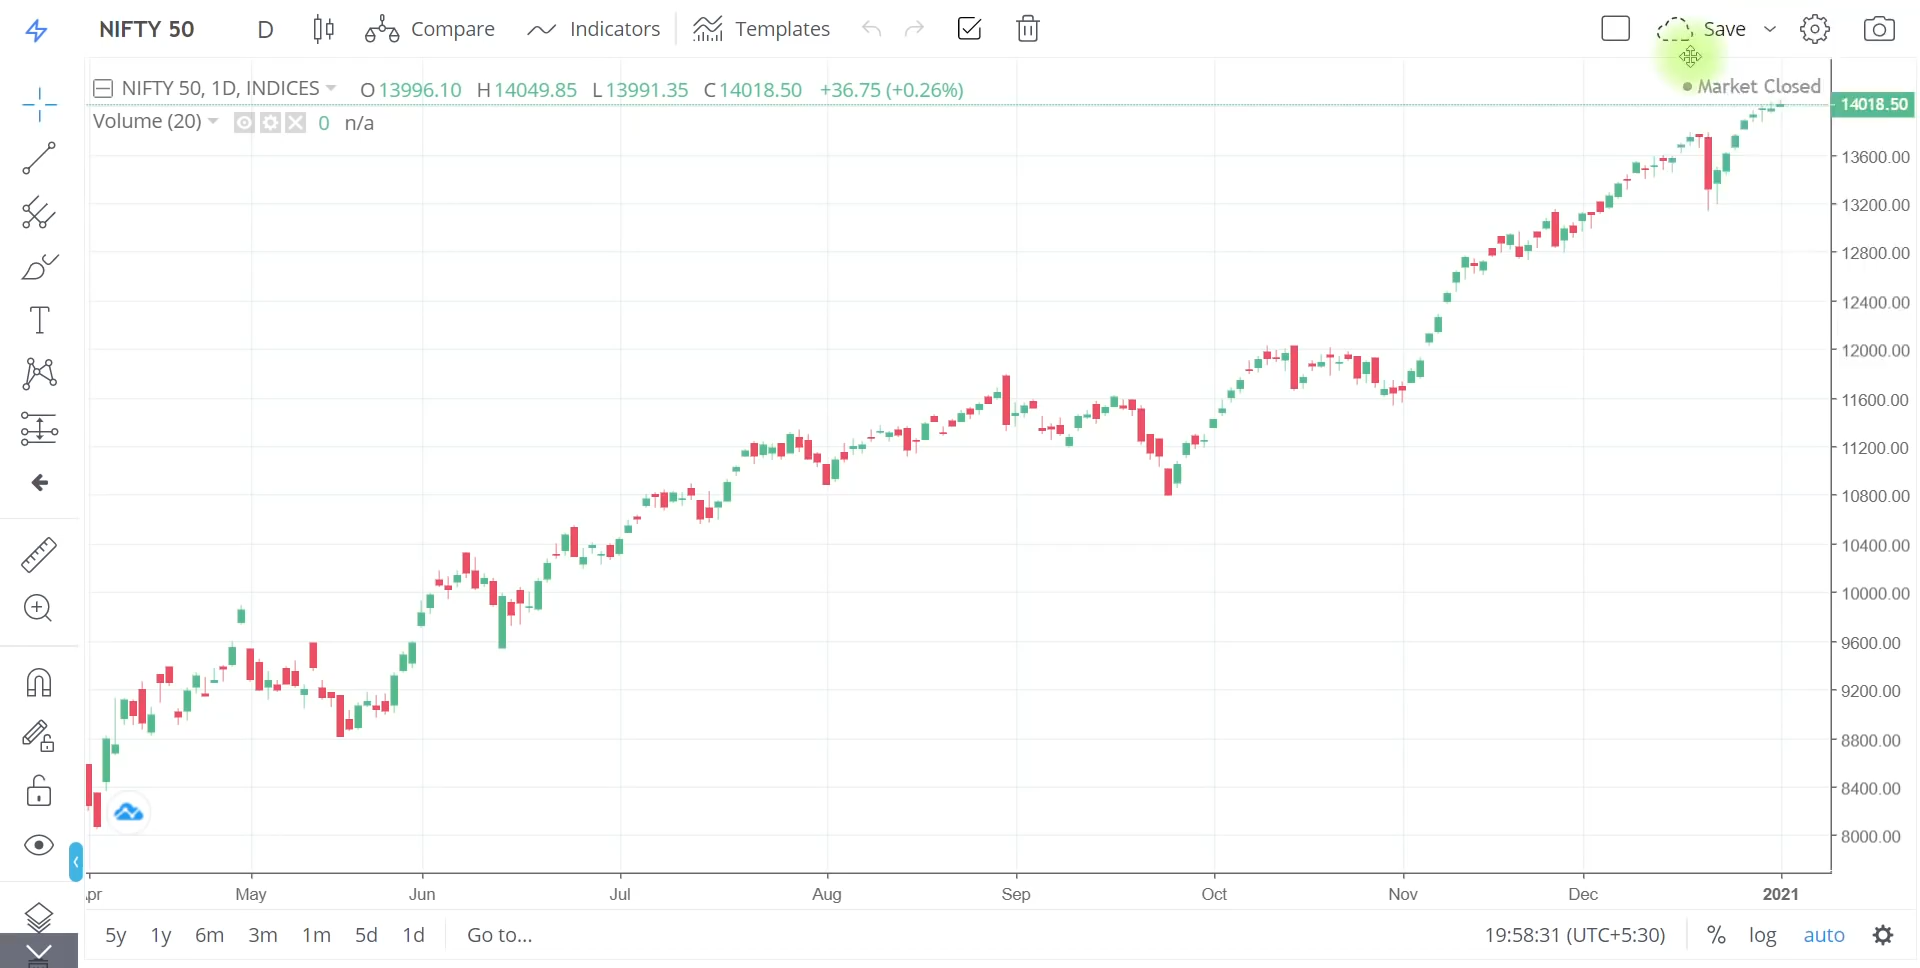 NIFTY 50 D Compare Indicators Templates Save
NIFTY 50, 1D, INDICES O13996.10 H14049.85 L13991.35 C14018.50 +36.75 (+0.26%)
Market Closed
Volume (20) 0 n/a
14018.50
13600.00
13200.00
12800.00
12400.00
12000.00
11600.00
11200.00
10800.00
10400.00
10000.00
9600.00
9200.00
8800.00
8400.00
8000.00
pr May Jun Jul Aug Sep Oct Nov Dec 2021
5y 1y 6m 3m 1m 5d 1d Go to... 19:58:31 (UTC+5:30) % log auto